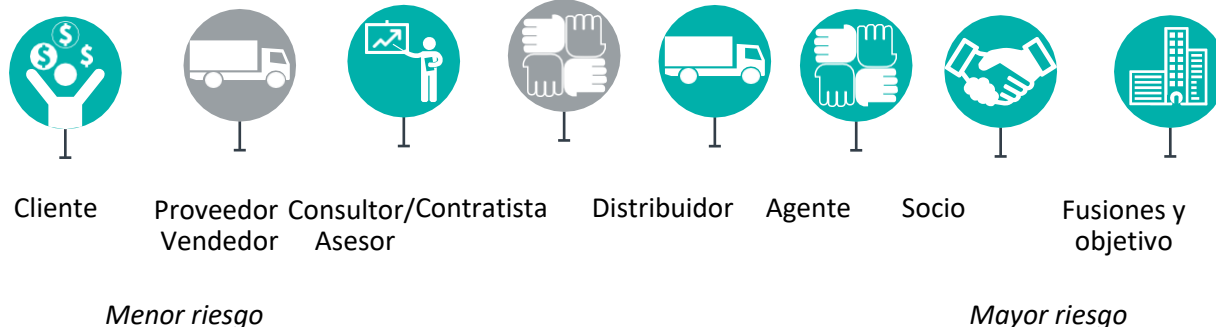 Cliente Proveedor Consultor/Contratista Distribuidor Agente Socio Fusiones y
Vendedor Asesor objetivo
Menor riesgo Mayor riesgo